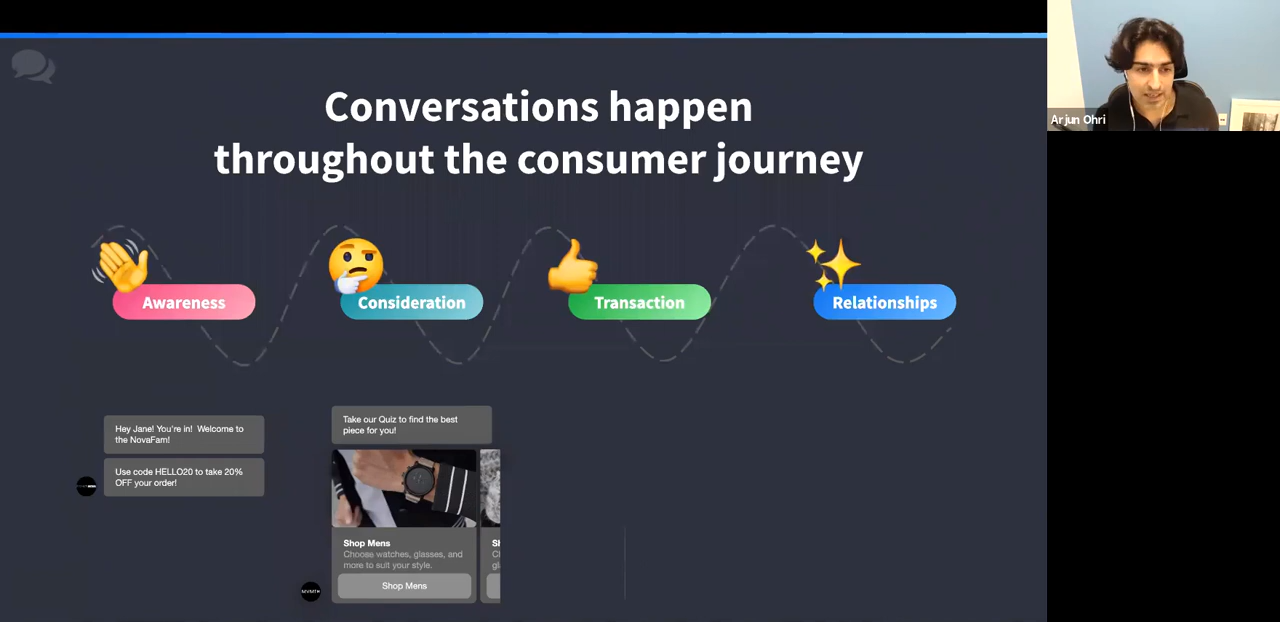 Conversations happen
throughout the consumer journey
Arjun Ohri
Awareness
Consideration
Transaction
Relationships
Hey Jane! You're in! Welcome to
the NovaFam!
Use code HELLO20 to take 20%
OFF your order!
Take our Quiz to find the best
piece for you!
Shop Mens
Choose watches, glasses, and
more to suit your style.
Shop Mens
MVMTH